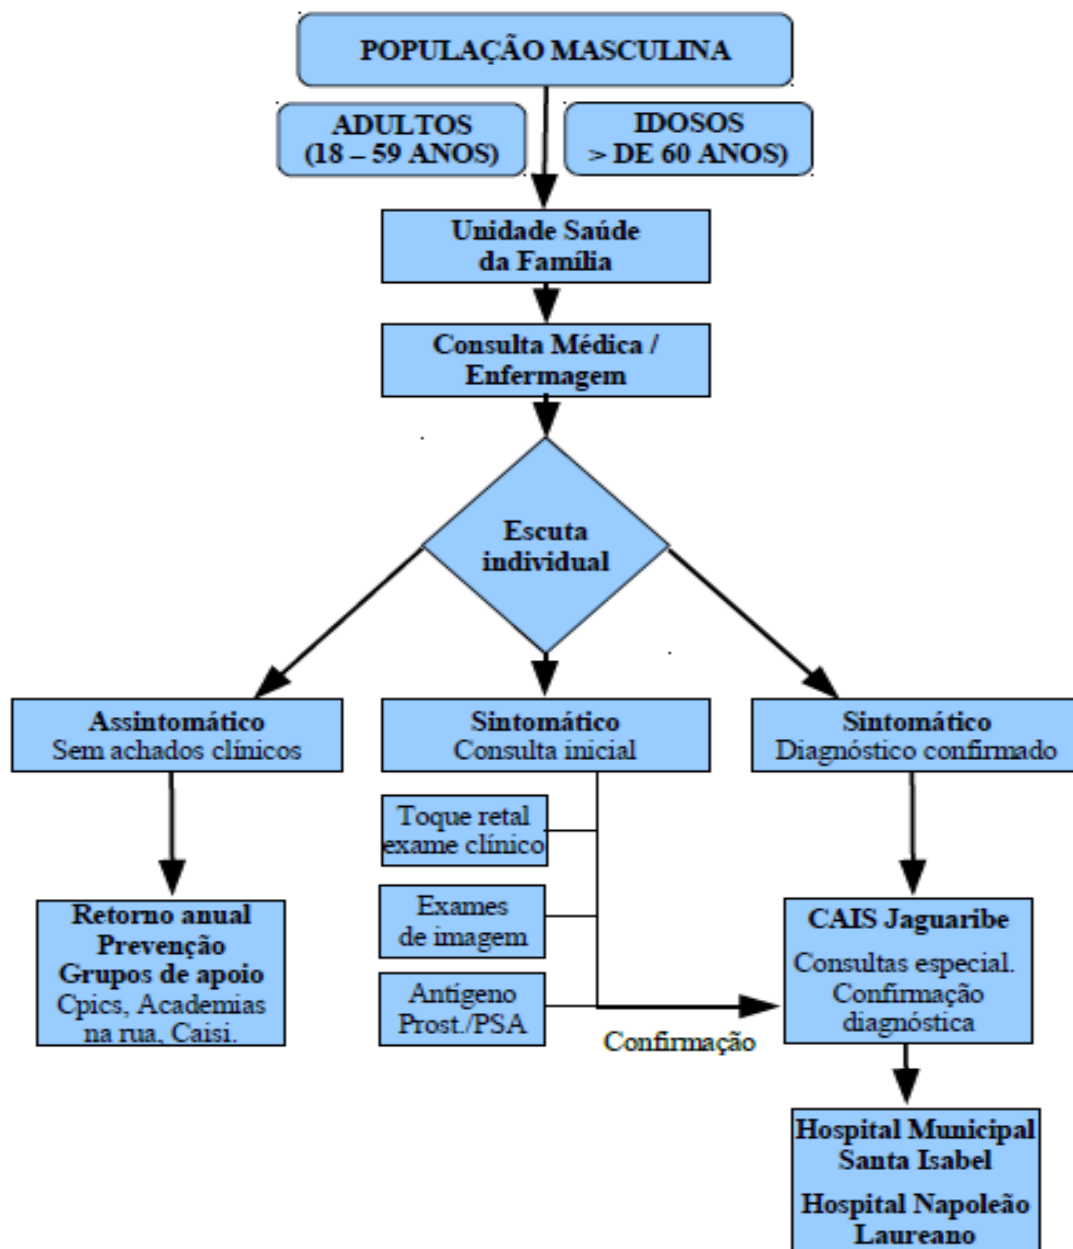 POPULAÇÃO MASCULINA
ADULTOS
(18 – 59 ANOS)
IDOSOS
> DE 60 ANOS)
Unidade Saúde
da Família
Consulta Médica /
Enfermagem
Escuta
individual
Assintomático
Sem achados clínicos
Sintomático
Consulta inicial
Sintomático
Diagnóstico confirmado
Toque retal
exame clínico
Exames
de imagem
Antígeno
Prost./PSA
Confirmação
Retorno anual
Prevenção
Grupos de apoio
Cpics, Academias
na rua, Caisi.
CAIS Jaguaribe
Consultas especial.
Confirmação
diagnóstica
Hospital Municipal
Santa Isabel
Hospital Napoleão
Laureano